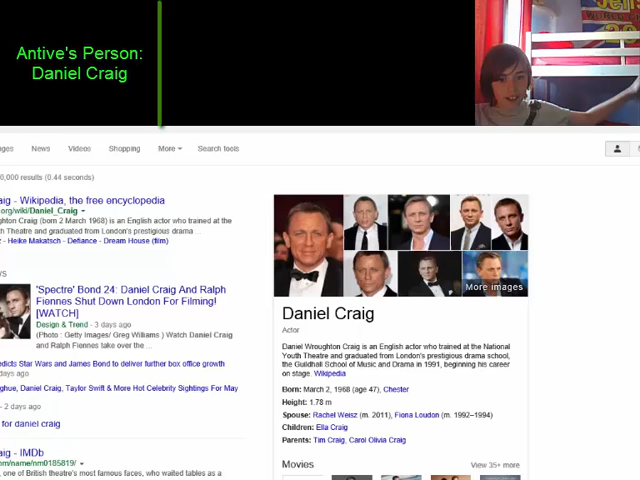 Antive's Person:
Daniel Craig
News
Videos
Shopping
More
Search tools
0,000 results (0.44 seconds)
aig - Wikipedia, the free encyclopedia
.org/wiki/Daniel_Craig
ghton Craig (born 2 March 1968) is an English actor who trained at the
Youth Theatre and graduated from London's prestigious drama ...
- Heike Makatsch - Defiance - Dream House (film)
'Spectre' Bond 24: Daniel Craig And Ralph
Fiennes Shut Down London For Filming!
[WATCH]
Design & Trend - 3 days ago
(Photo : Getty Images/ Greg Williams ) Watch Daniel Craig
and Ralph Fiennes take over the ...
edicts Star Wars and James Bond to deliver further box office growth
days ago
ghue, Daniel Craig, Taylor Swift & More Hot Celebrity Sightings For May
- 2 days ago
for daniel craig
aig - IMDb
com/name/nm0185819/
, one of British theatre's most famous faces, who waited tables as a
More images
Daniel Craig
Actor
Daniel Wroughton Craig is an English actor who trained at the National
Youth Theatre and graduated from London's prestigious drama school,
the Guildhall School of Music and Drama in 1991, beginning his career
on stage. Wikipedia
Born: March 2, 1968 (age 47), Chester
Height: 1.78 m
Spouse: Rachel Weisz (m. 2011), Fiona Loudon (m. 1992–1994)
Children: Ella Craig
Parents: Tim Craig, Carol Olivia Craig
Movies
View 35+ more